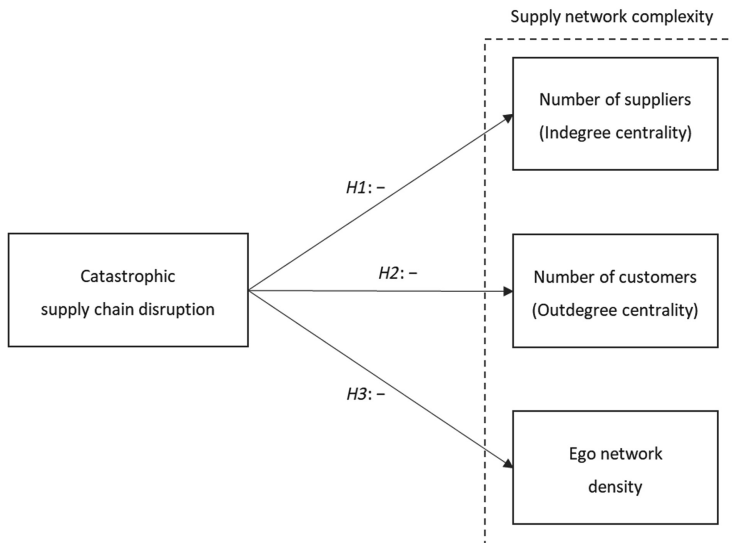 Supply network complexity
Number of suppliers
(Indegree centrality)
H1: −
Catastrophic
supply chain disruption
H2: −
Number of customers
(Outdegree centrality)
H3: −
Ego network
density